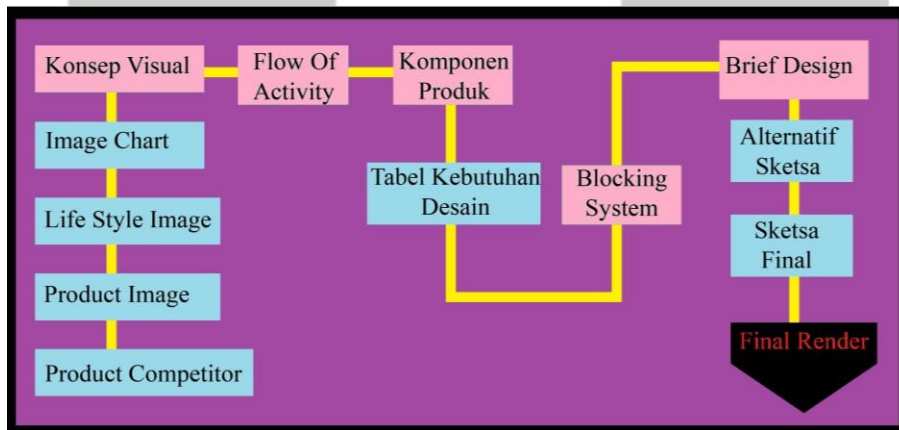 Konsep Visual
Image Chart
Life Style Image
Product Image
Product Competitor
Flow Of
Activity
Komponen
Produk
Tabel Kebutuhan
Desain
Blocking
System
Brief Design
Alternatif
Sketsa
Sketsa
Final
Final Render